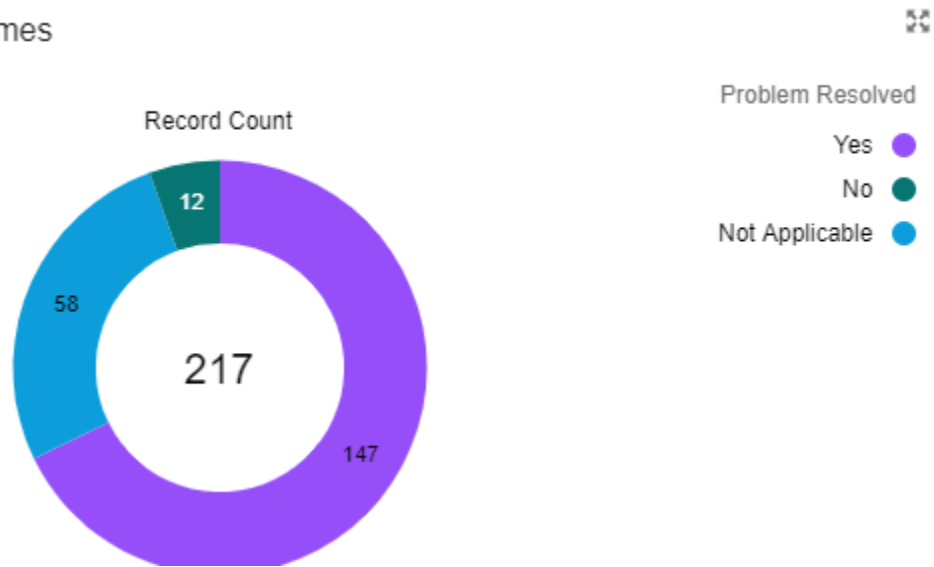 mes
Record Count
Problem Resolved
Yes
No
Not Applicable
12
58
217
147